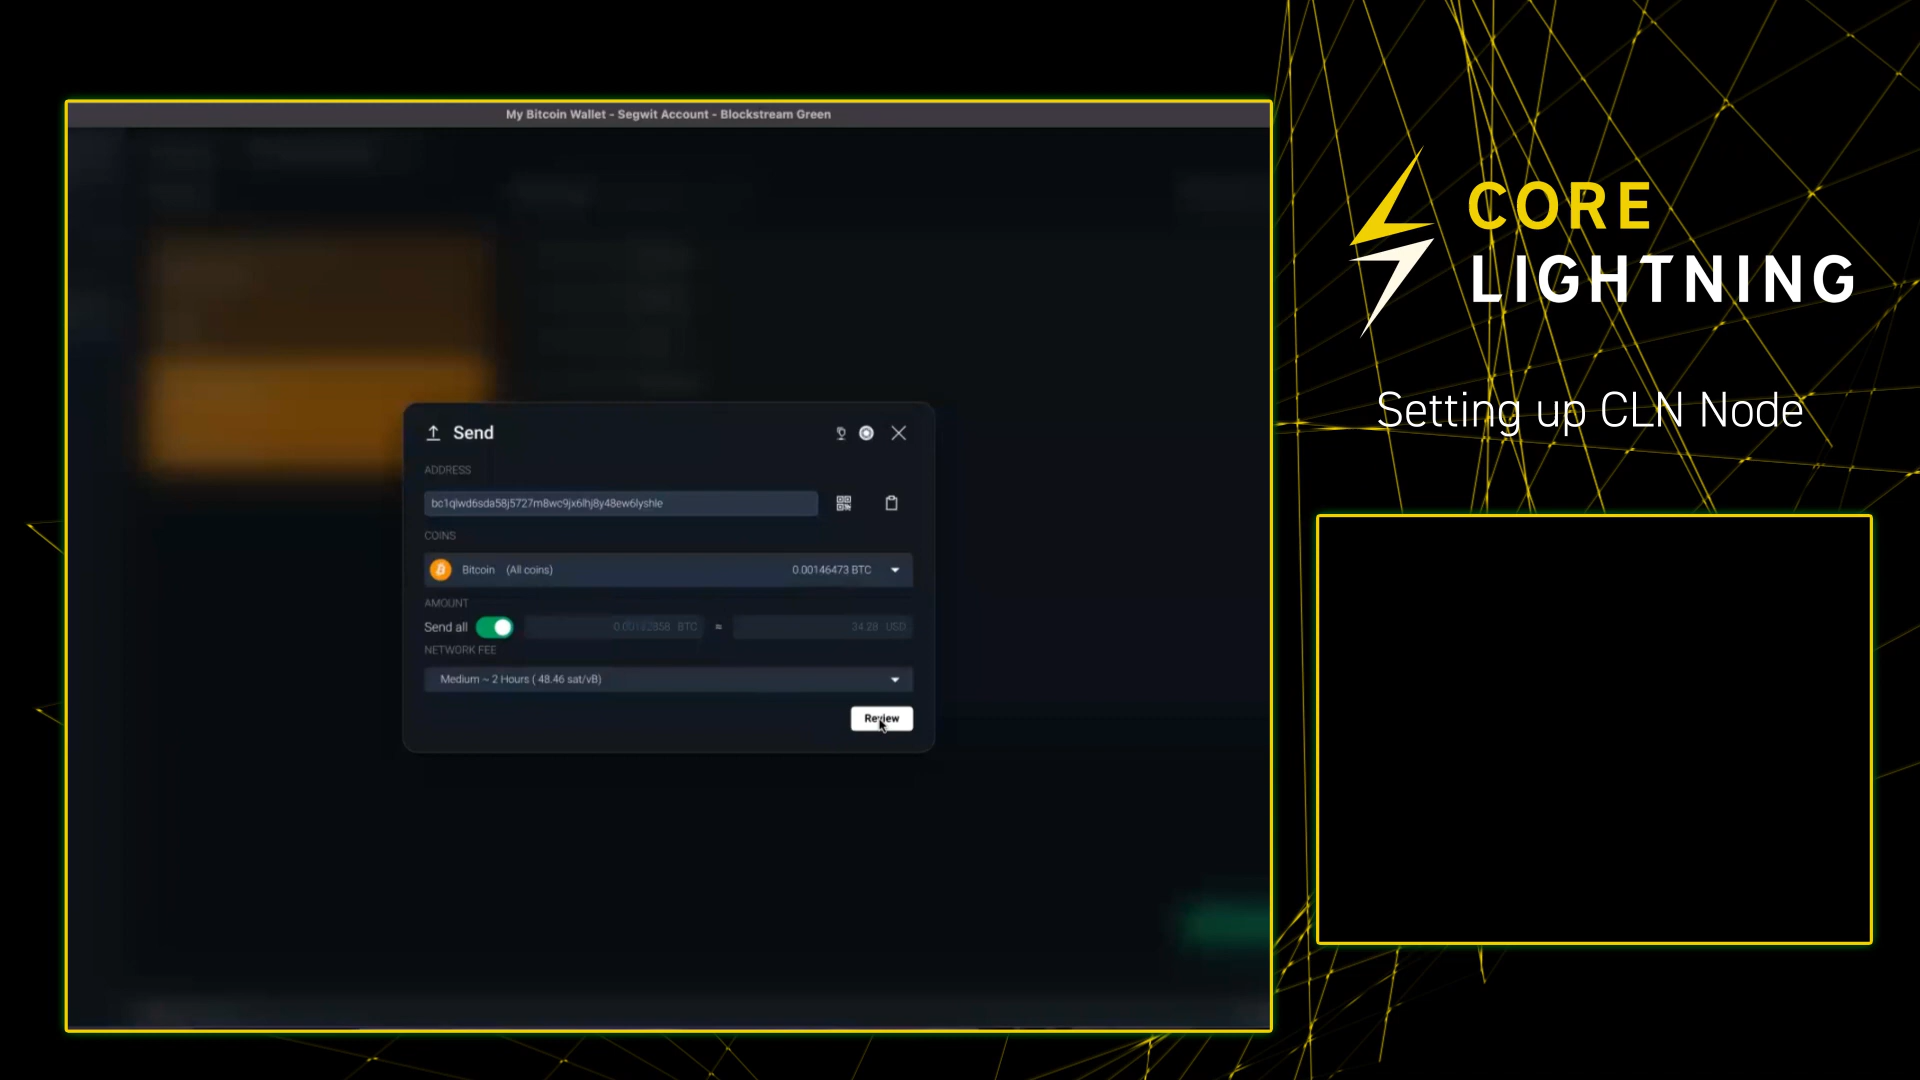 My Bitcoin Wallet - Segwit Account - Blockstream Green
CORE
LIGHTNING
Setting up CLN Node
Send
ADDRESS
bc1qlwd6sda58j5727m8wc9jx6lhj8y48ew6lyshle
COINS
Bitcoin (All coins) 0.00146473 BTC
AMOUNT
Send all BTC ≈ 34.28 USD
NETWORK FEE
Medium ~ 2 Hours ( 48.46 sat/vB)
Review